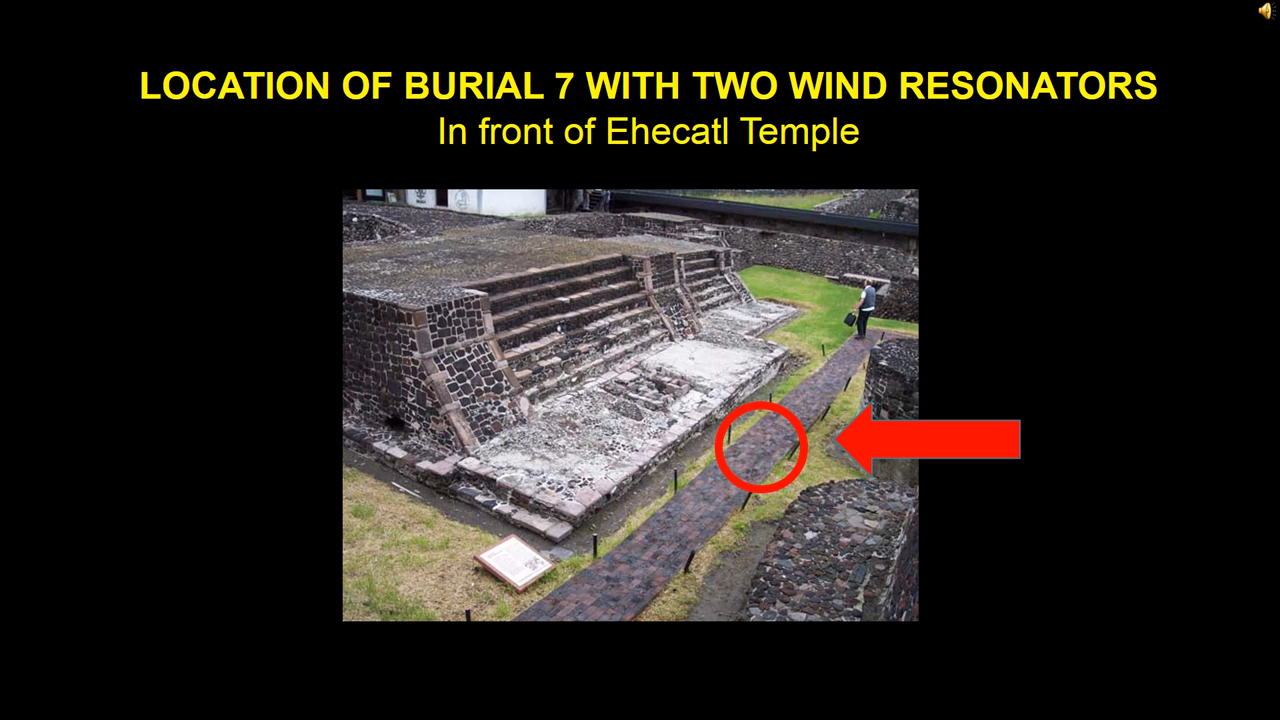 LOCATION OF BURIAL 7 WITH TWO WIND RESONATORS
In front of Ehecatl Temple